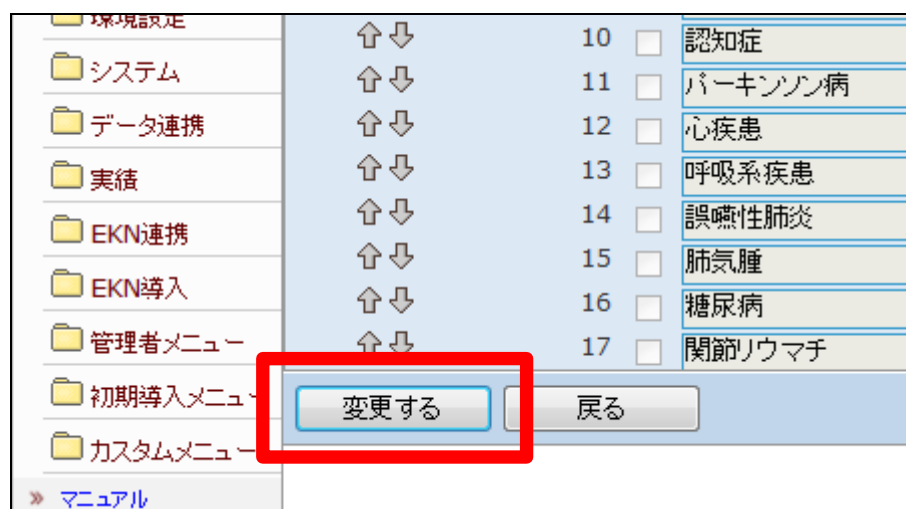 環境設定
システム
データ連携
実績
EKN連携
EKN導入
管理者メニュー
初期導入メニュー
カスタムメニュー
» マニュアル
10 認知症
11 パーキンソン病
12 心疾患
13 呼吸系疾患
14 誤嚥性肺炎
15 肺気腫
16 糖尿病
17 関節リウマチ
変更する 戻る